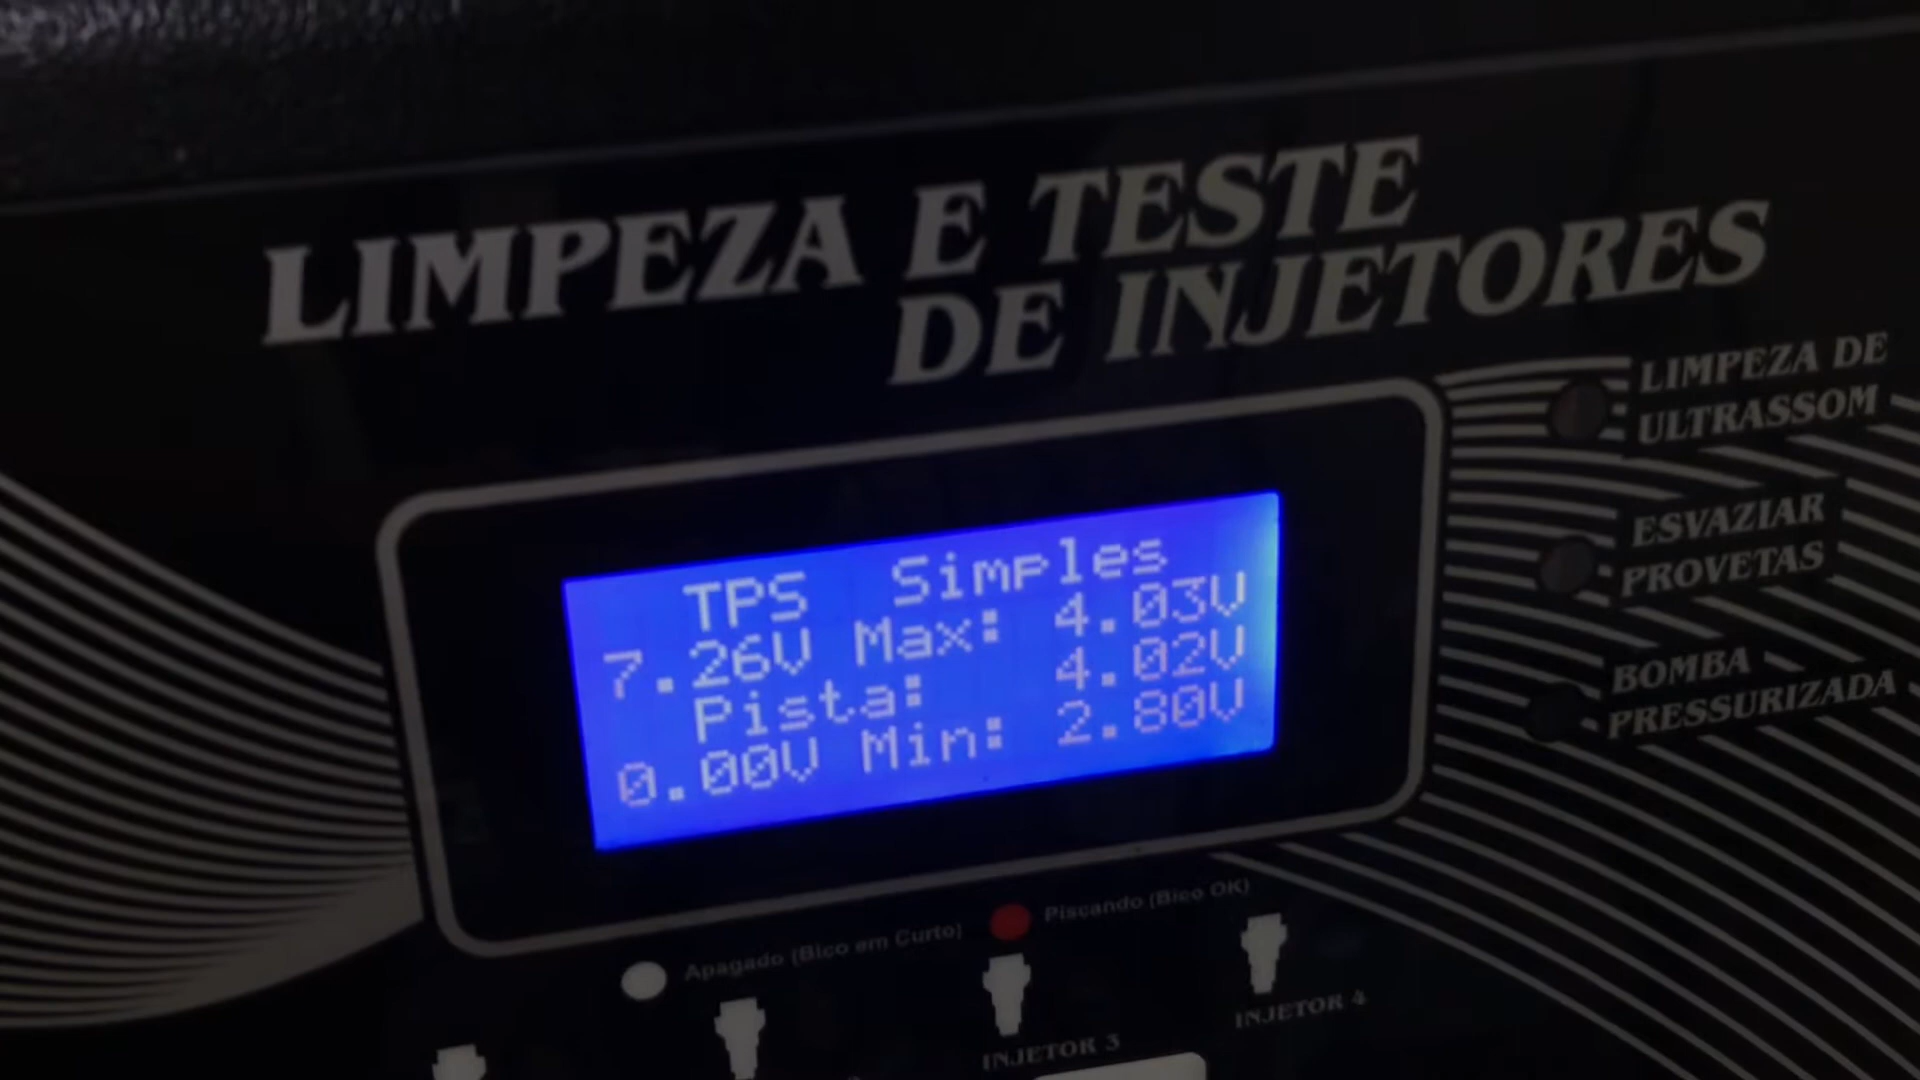 LIMPEZA E TESTE
DE INJETORES
LIMPEZA DE
ULTRASSOM
ESVAZIAR
PROVETAS
BOMBA
PRESSURIZADA
TPS Simples
7.26V Max: 4.03V
Pista: 4.02V
0.00V Min: 2.80V
Apagado (Bico em Curto)
Piscando (Bico OK)
INJETOR 3
INJETOR 4